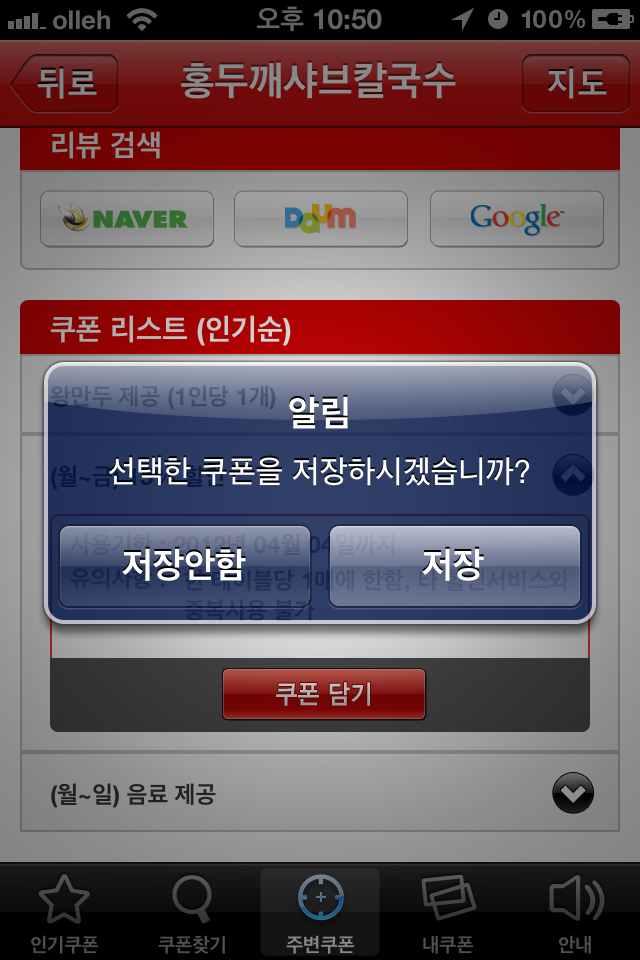 olleh 오후 10:50 100%
뒤로 홍두깨샤브칼국수 지도
리뷰 검색
NAVER Daum Google
쿠폰 리스트 (인기순)
왕만두 제공 (1인당 1개)
알림
(월~금)
선택한 쿠폰을 저장하시겠습니까?
사용기한 : 2012년 04월 04일까지
저장안함 저장
유의사항 : 한 테이블당 1매에 한함, 타 할인서비스와
중복사용 불가
쿠폰 담기
(월~일) 음료 제공
인기쿠폰 쿠폰찾기 주변쿠폰 내쿠폰 안내